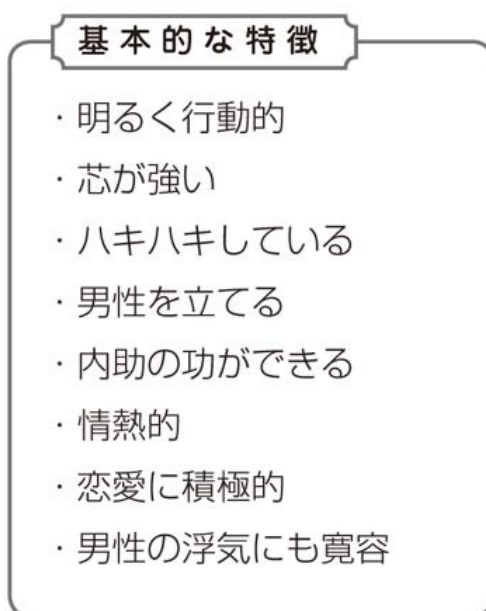 基本的な特徴
・明るく行動的
・芯が強い
・ハキハキしている
・男性を立てる
・内助の功ができる
・情熱的
・恋愛に積極的
・男性の浮気にも寛容